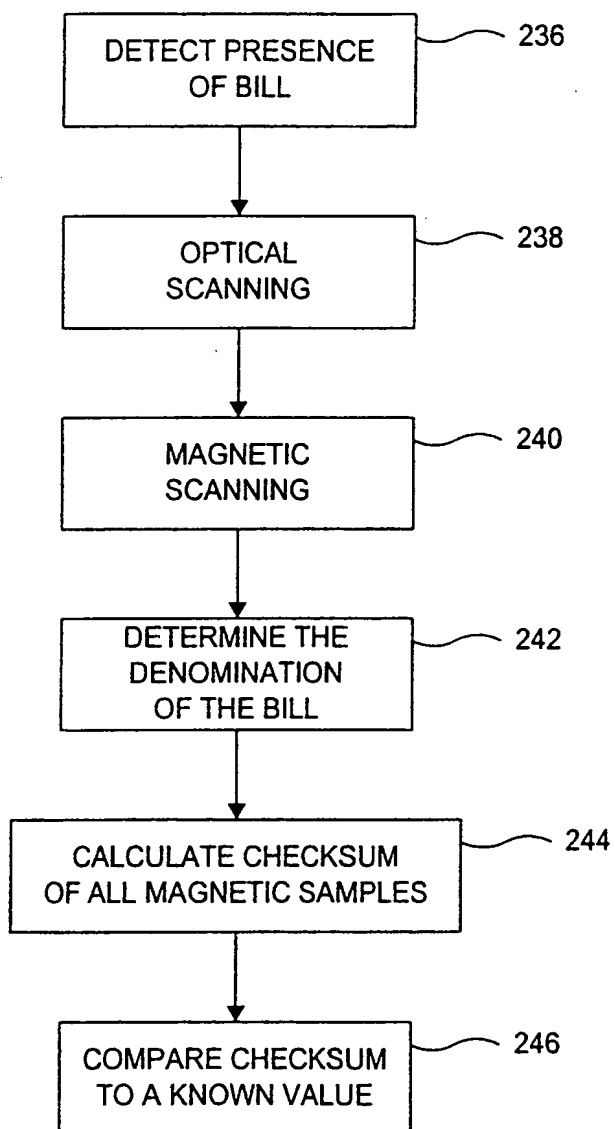 DETECT PRESENCE
OF BILL
236
OPTICAL
SCANNING
238
MAGNETIC
SCANNING
240
DETERMINE THE
DENOMINATION
OF THE BILL
242
CALCULATE CHECKSUM
OF ALL MAGNETIC SAMPLES
244
COMPARE CHECKSUM
TO A KNOWN VALUE
246